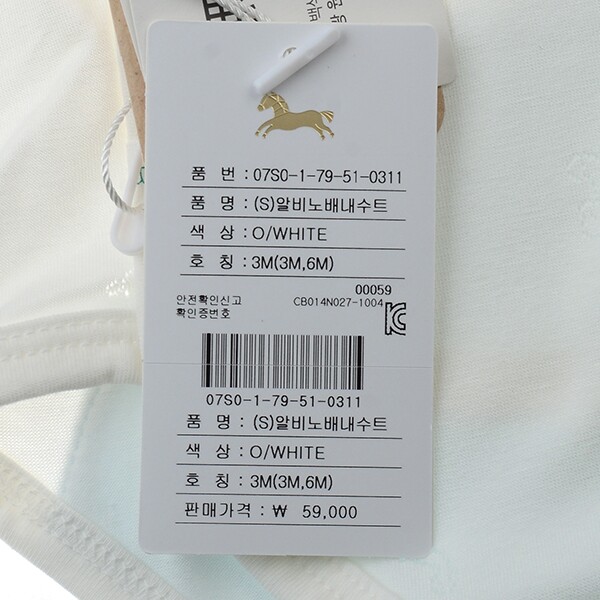 품 번 : 07S0-1-79-51-0311
품 명 : (S)알비노배내수트
색 상 : O/WHITE
호 칭 : 3M(3M,6M)
00059
안전확인신고 CB014N027-1004
확인증번호
07S0-1-79-51-0311
품 명 : (S)알비노배내수트
색 상 : O/WHITE
호 칭 : 3M(3M,6M)
판매가격 : ₩ 59,000